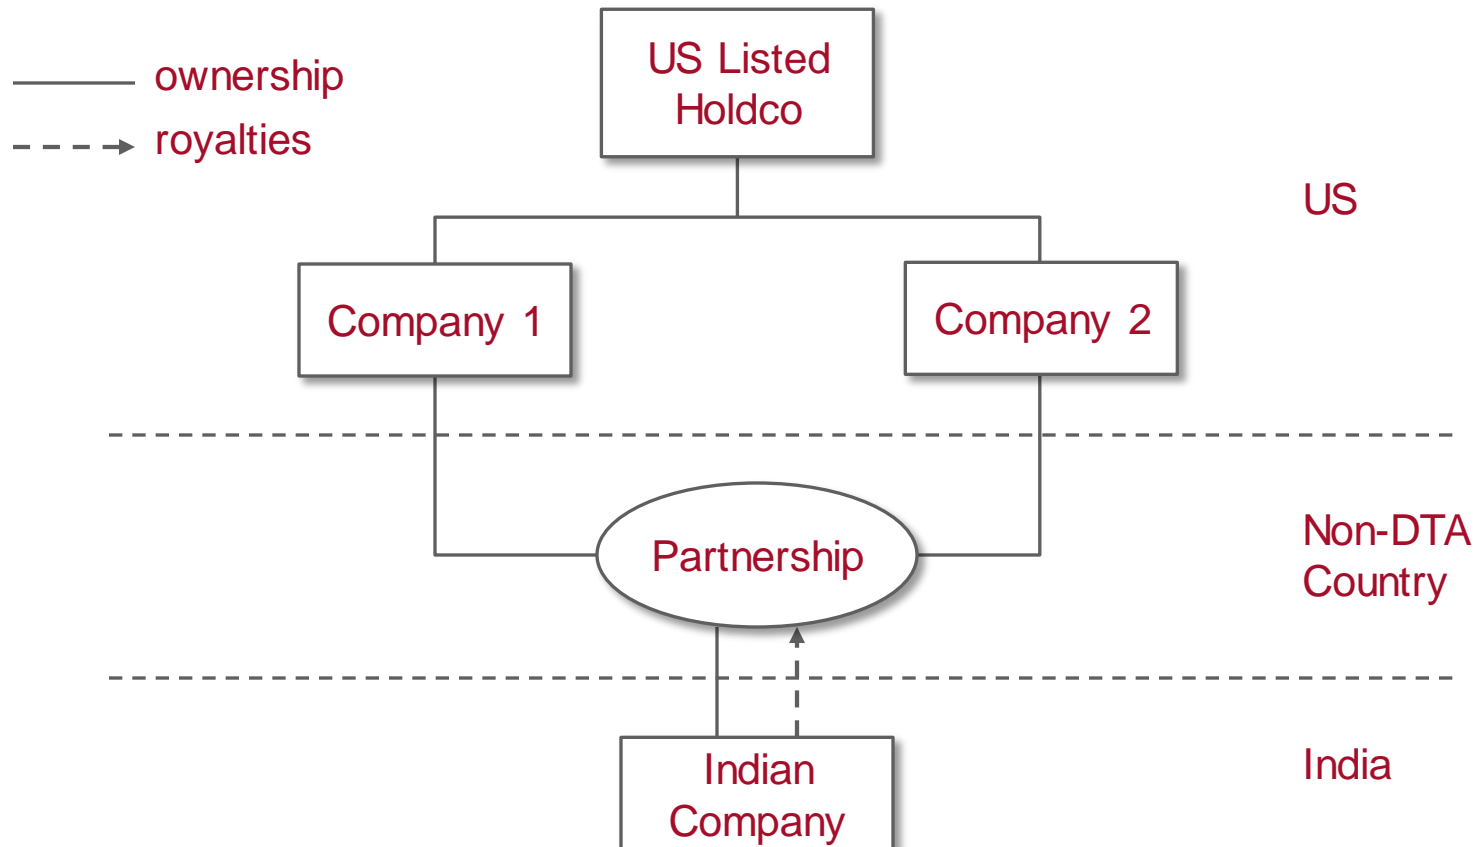 ownership
royalties
US Listed
Holdco
US
Company 1
Company 2
Partnership
Non-DTA
Country
Indian
Company
India